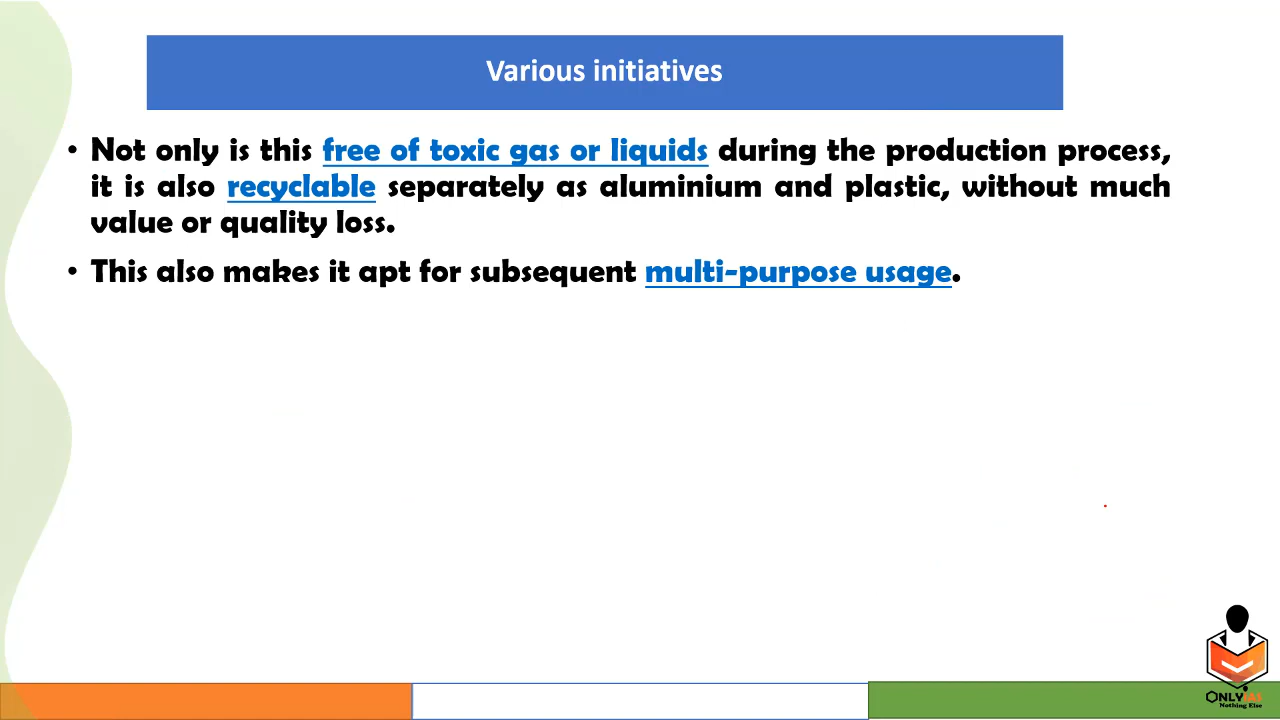 Various initiatives
• Not only is this free of toxic gas or liquids during the production process,
it is also recyclable separately as aluminium and plastic, without much
value or quality loss.
• This also makes it apt for subsequent multi-purpose usage.
ONLYIAS
Nothing Else